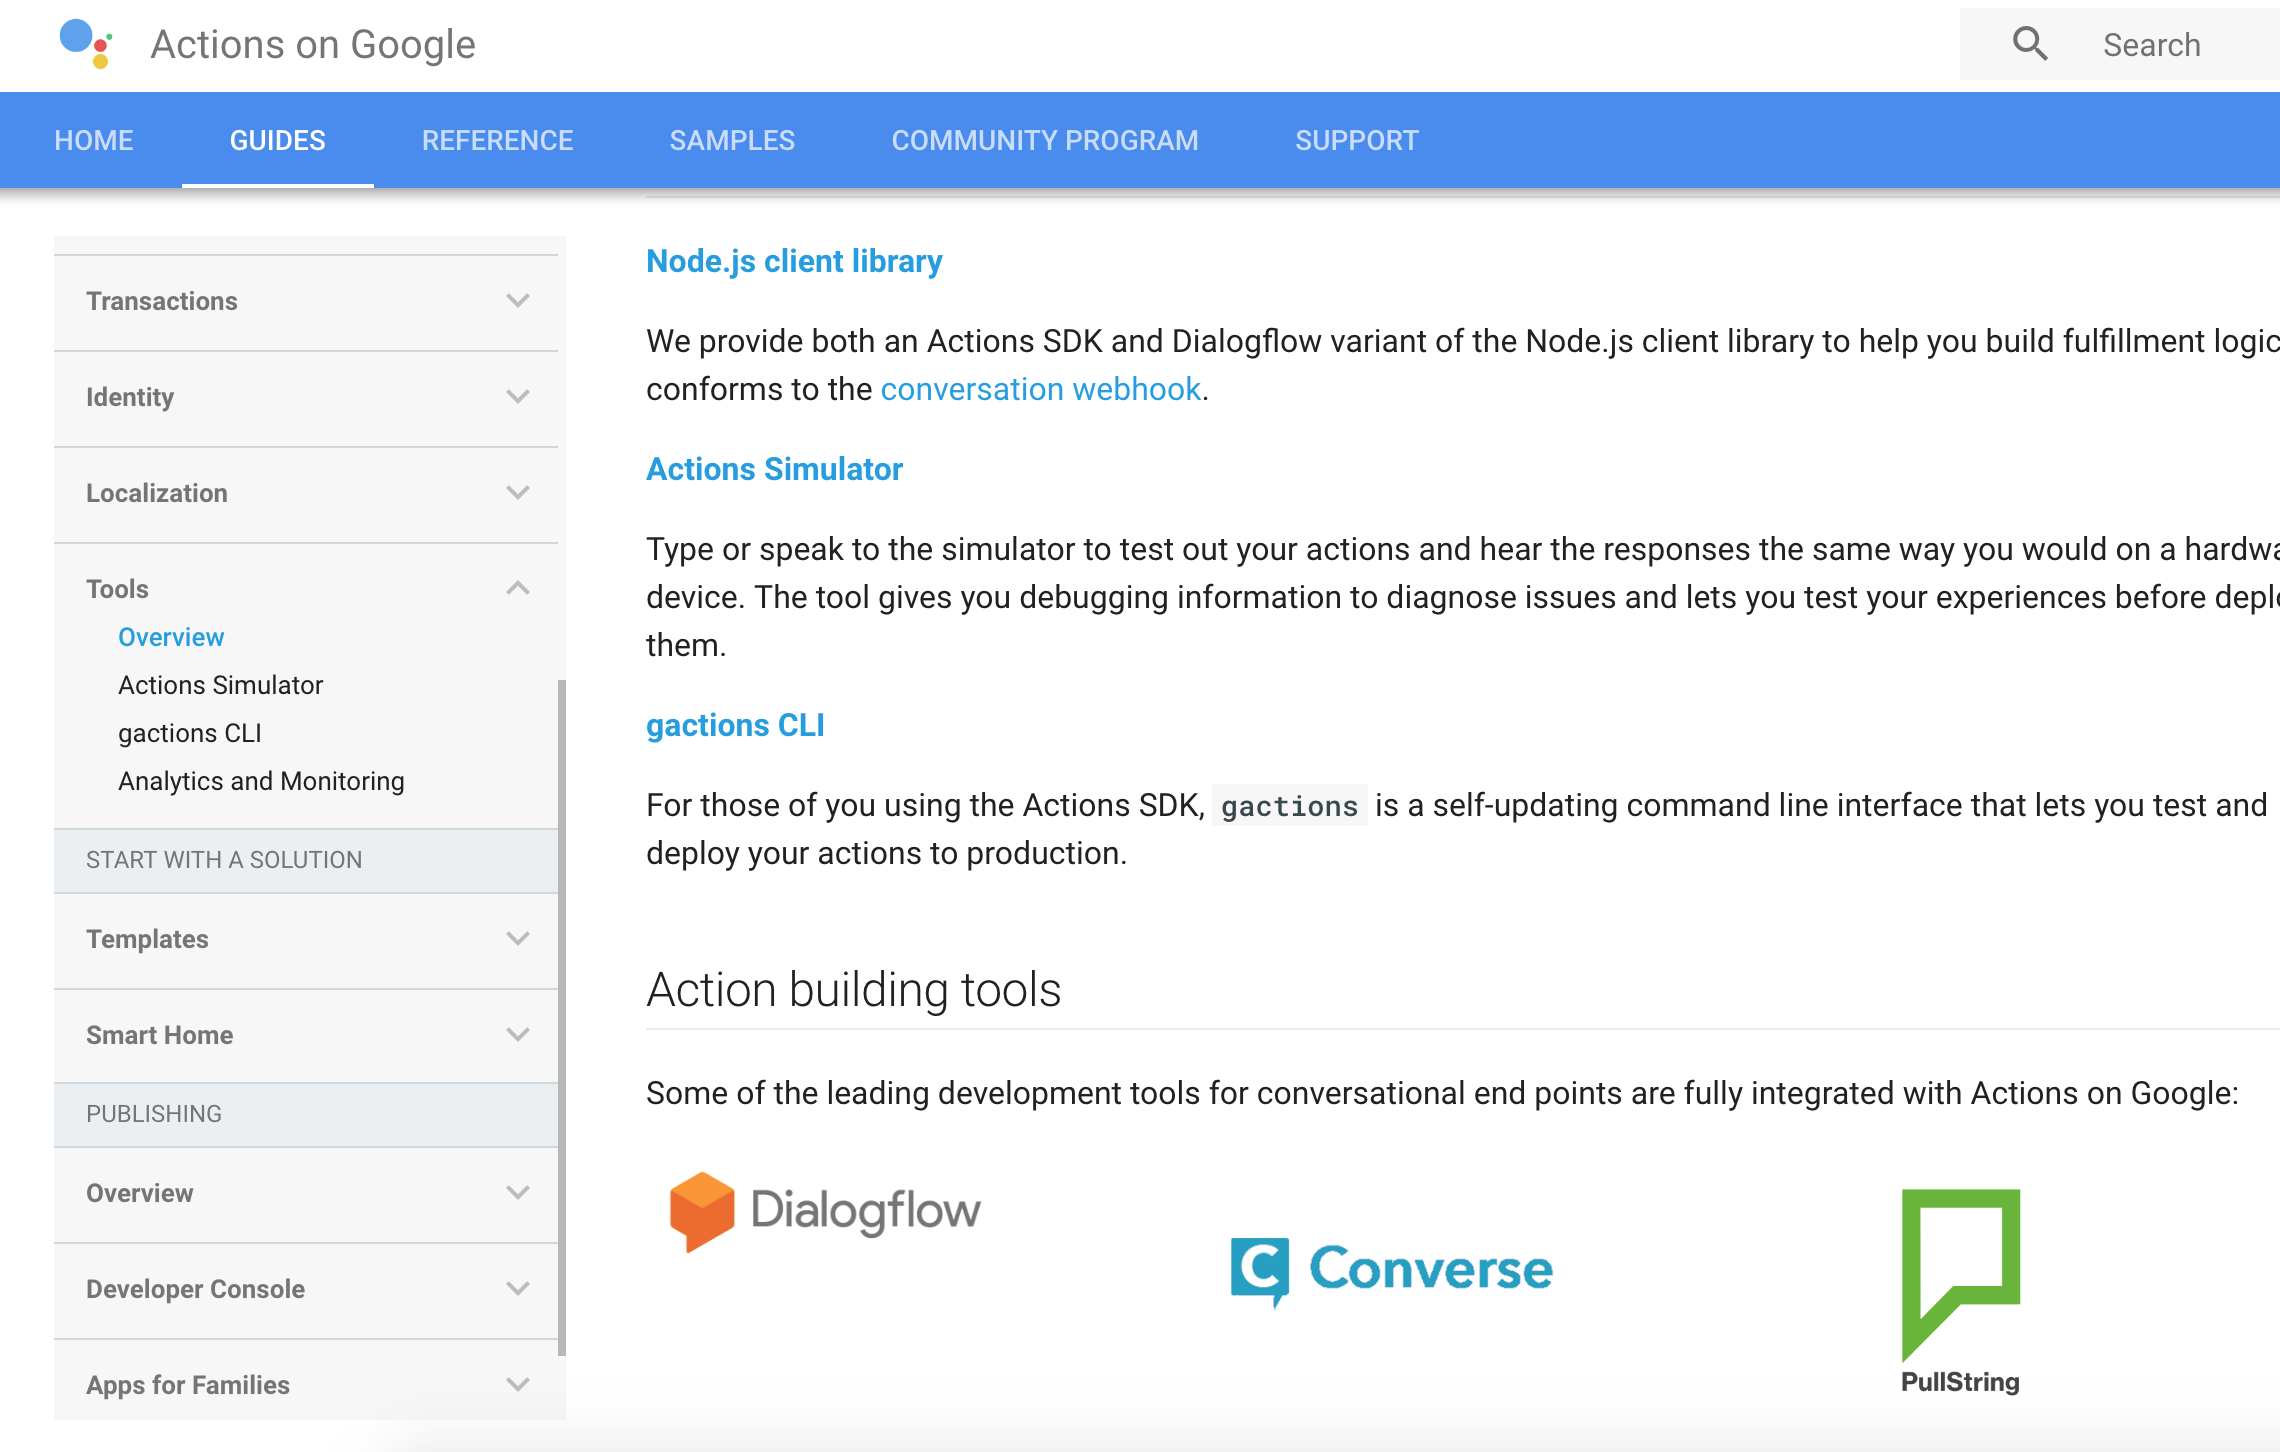 Actions on Google
Search
HOME
GUIDES
REFERENCE
SAMPLES
COMMUNITY PROGRAM
SUPPORT
Transactions
Identity
Localization
Tools
Overview
Actions Simulator
gactions CLI
Analytics and Monitoring
START WITH A SOLUTION
Templates
Smart Home
PUBLISHING
Overview
Developer Console
Apps for Families
Node.js client library
We provide both an Actions SDK and Dialogflow variant of the Node.js client library to help you build fulfillment logic
conforms to the conversation webhook.
Actions Simulator
Type or speak to the simulator to test out your actions and hear the responses the same way you would on a
device. The tool gives you debugging information to diagnose issues and lets you test your experiences before
them.
gactions CLI
For those of you using the Actions SDK, gactions is a self-updating command line interface that lets you test and
deploy your actions to production.
Action building tools
Some of the leading development tools for conversational end points are fully integrated with Actions on Google:
Dialogflow
C Converse
PullString